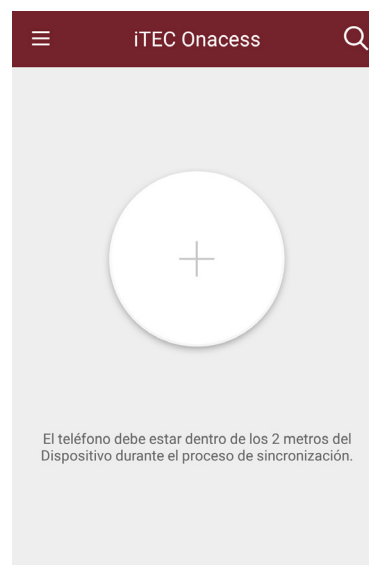 iTEC Onacess
El teléfono debe estar dentro de los 2 metros del
Dispositivo durante el proceso de sincronización.